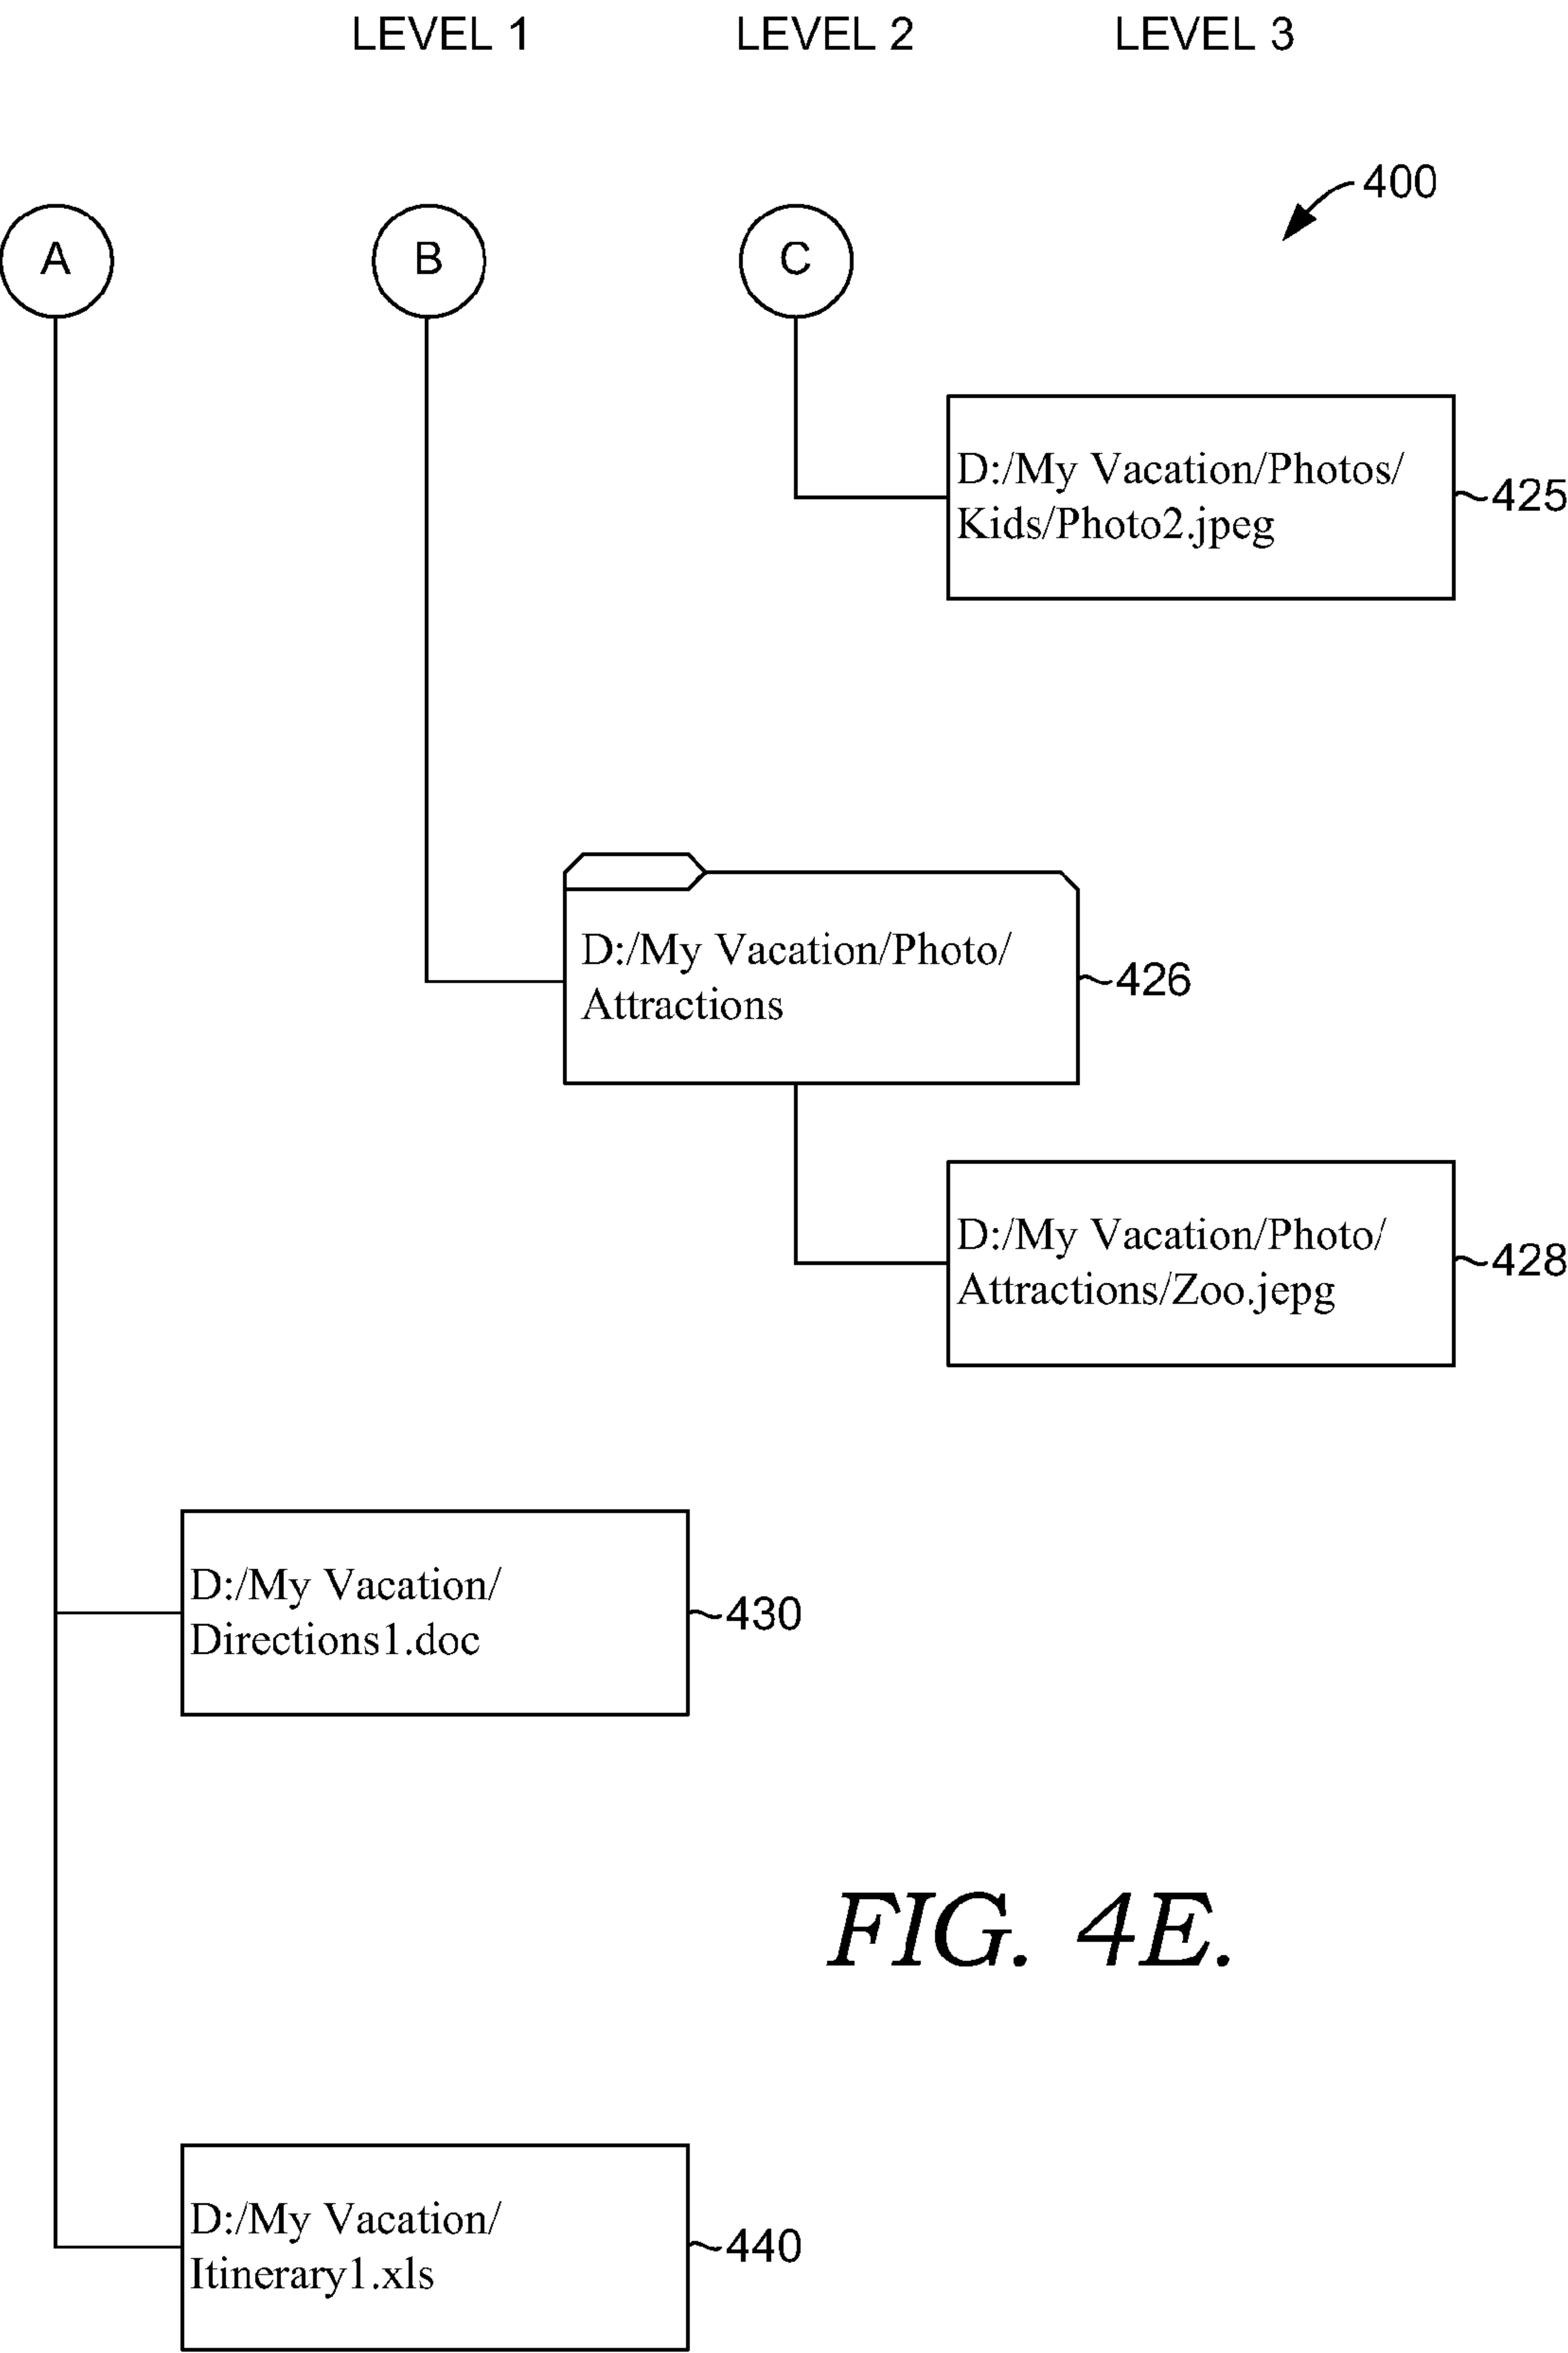 LEVEL 1 LEVEL 2 LEVEL 3
400
A B C
D:/My Vacation/Photos/
Kids/Photo2.jpeg
425
D:/My Vacation/Photo/
Attractions
426
D:/My Vacation/Photo/
Attractions/Zoo.jepg
428
D:/My Vacation/
Directions1.doc
430
FIG. 4E.
D:/My Vacation/
Itinerary1.xls
440